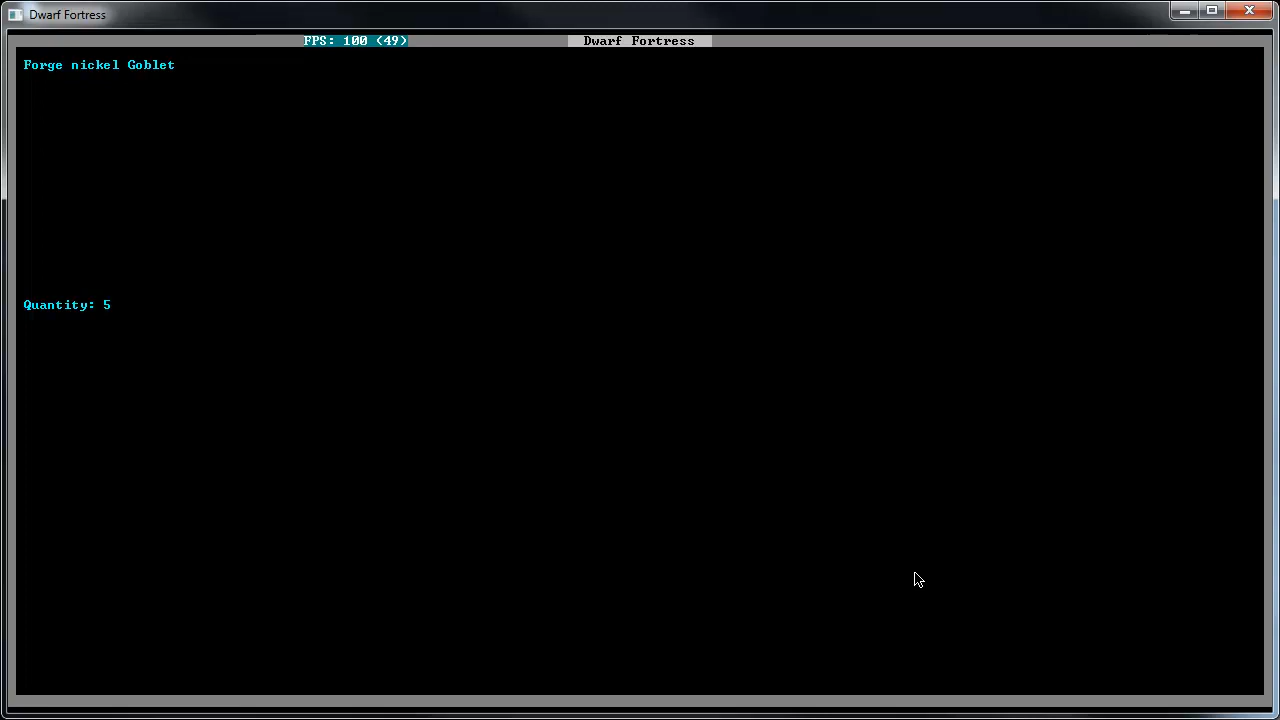 Dwarf Fortress
FPS: 100 (49)
Dwarf Fortress
Forge nickel Goblet
Quantity: 5